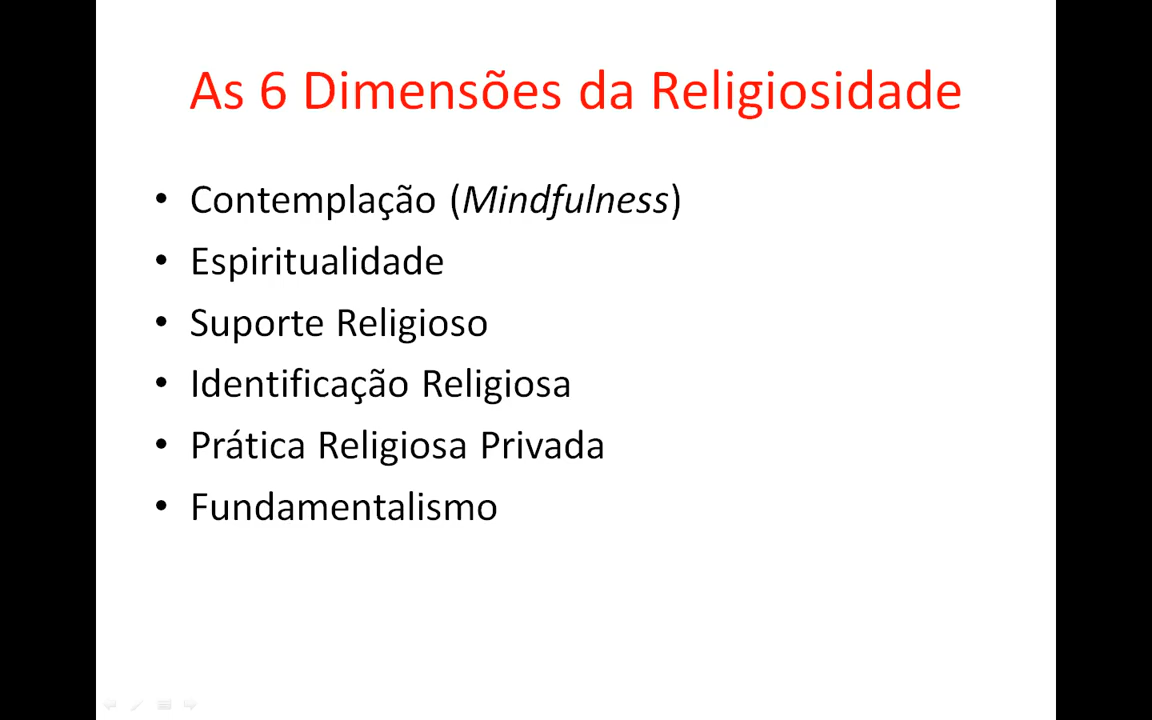 As 6 Dimensões da Religiosidade
• Contemplação (Mindfulness)
• Espiritualidade
• Suporte Religioso
• Identificação Religiosa
• Prática Religiosa Privada
• Fundamentalismo